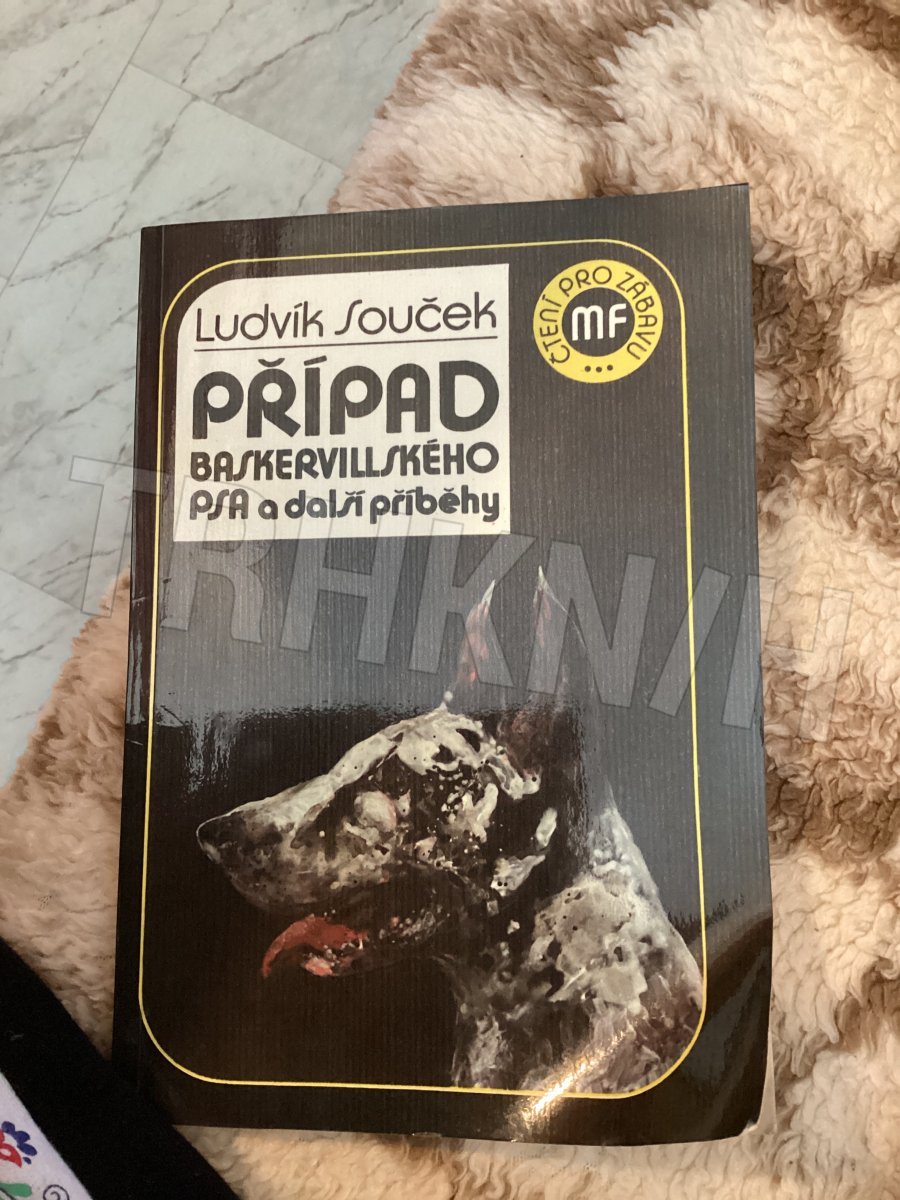 Ludvík Souček
PŘÍPAD
BASKERVILLSKÉHO
PSA a další příběhy
ČTENÍ PRO ZÁBAVU
MF
TRHKNIH